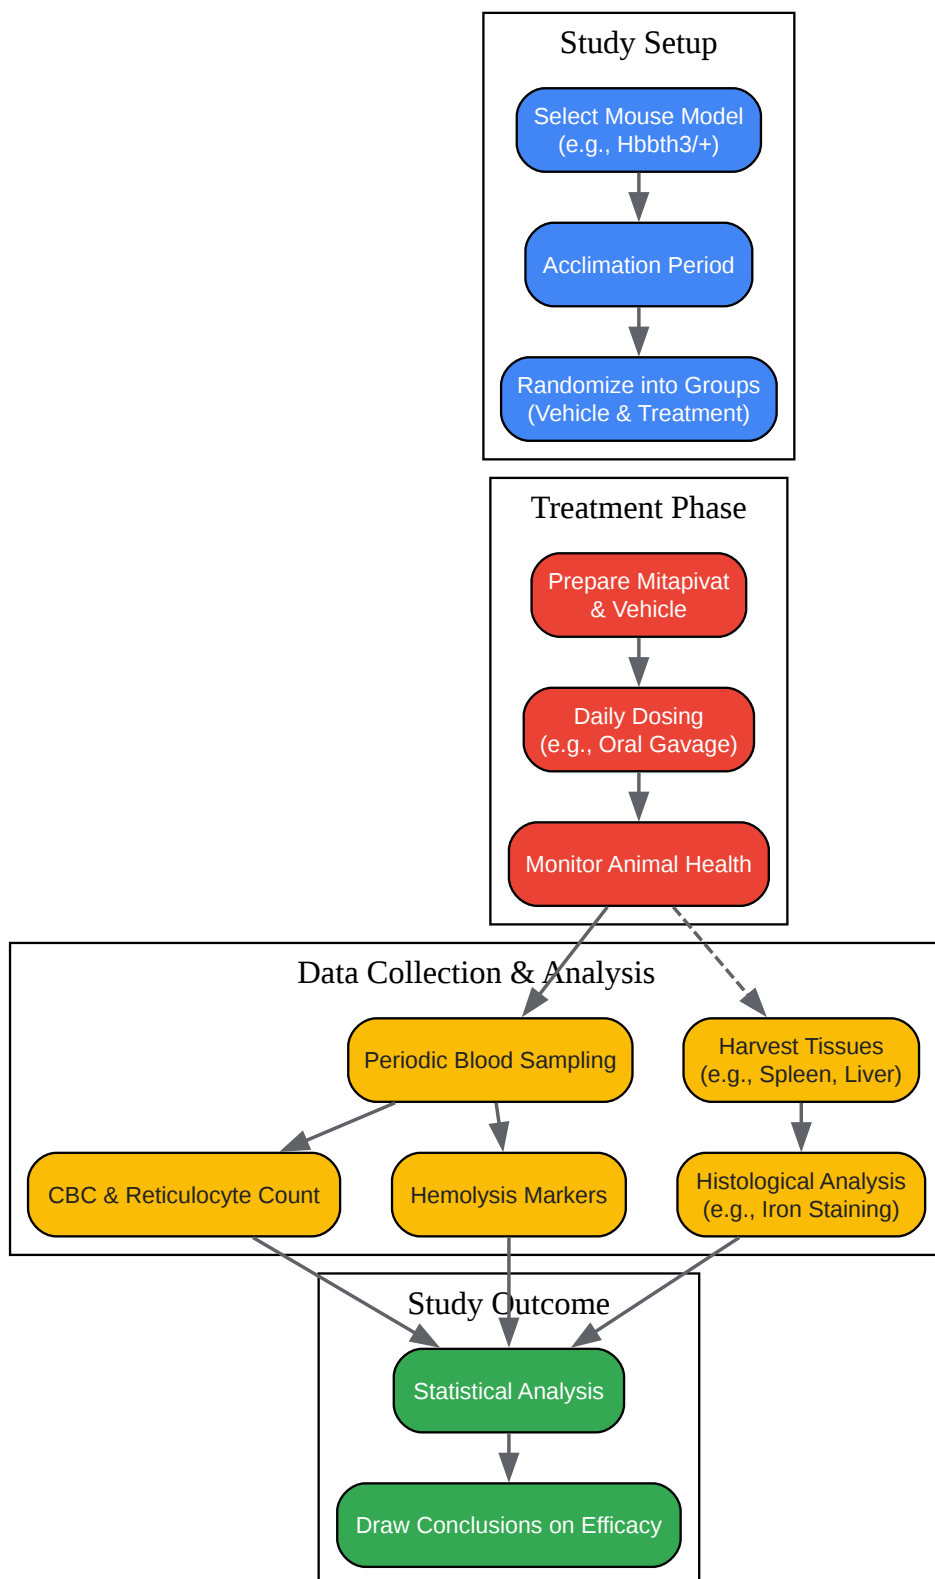 Study Setup
Select Mouse Model
(e.g., Hbbth3/+)
Acclimation Period
Randomize into Groups
(Vehicle & Treatment)
Treatment Phase
Prepare Mitapivat
& Vehicle
Daily Dosing
(e.g., Oral Gavage)
Monitor Animal Health
Data Collection & Analysis
Periodic Blood Sampling
Harvest Tissues
(e.g., Spleen, Liver)
CBC & Reticulocyte Count
Hemolysis Markers
Histological Analysis
(e.g., Iron Staining)
Study Outcome
Statistical Analysis
Draw Conclusions on Efficacy